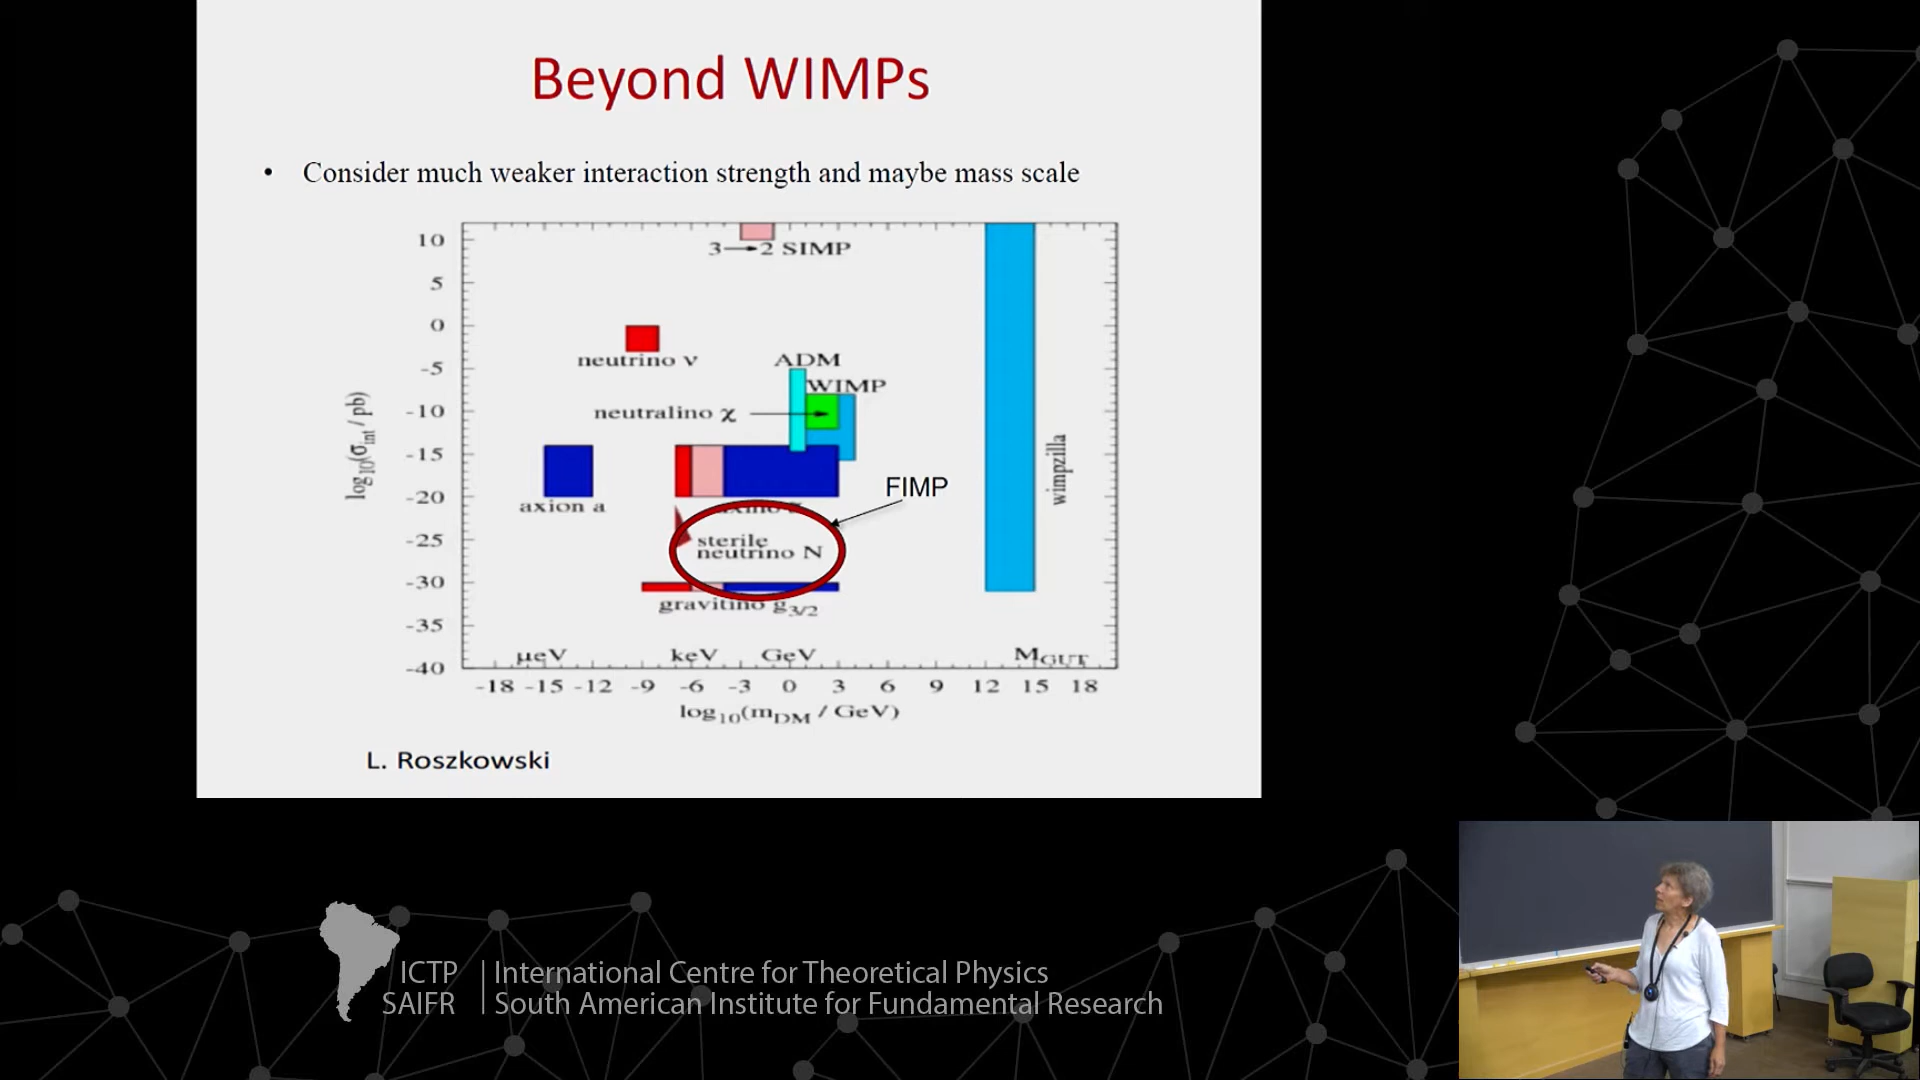 Beyond WIMPs
• Consider much weaker interaction strength and maybe mass scale
10
3→2 SIMP
5
0
neutrino ν
-5
ADM
WIMP
-10
neutralino χ
log10(σint / pb)
-15
FIMP
wimpzilla
-20
axion a
-25
sterile
neutrino N
-30
gravitino g3/2
-35
μeV keV GeV MGUT
-40
-18 -15 -12 -9 -6 -3 0 3 6 9 12 15 18
log10(mDM / GeV)
L. Roszkowski
ICTP | International Centre for Theoretical Physics
SAIFR | South American Institute for Fundamental Research